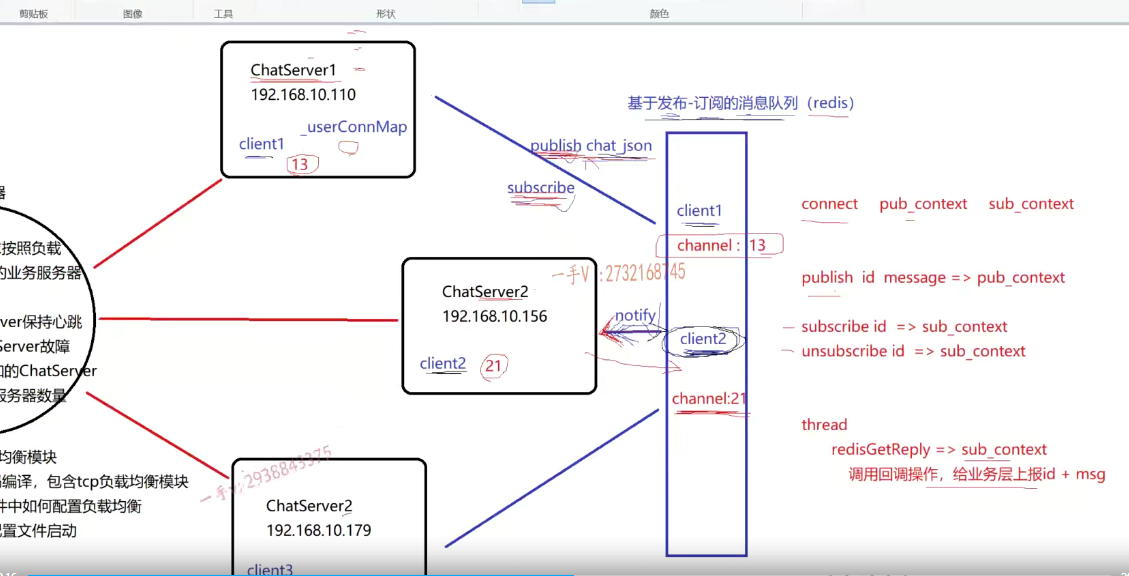 剪贴板
图像
工具
形状
颜色
ChatServer1
192.168.10.110
_userConnMap
client1
13
基于发布-订阅的消息队列（redis）
publish chat_json
subscribe
client1
channel : 13
connect pub_context sub_context
publish id message => pub_context
subscribe id => sub_context
unsubscribe id => sub_context
thread
redisGetReply => sub_context
调用回调操作，给业务层上报id + msg
器
按照负载
的业务服务器
ver保持心跳
Server故障
加的ChatServer
服务器数量
均衡模块
编译，包含tcp负载均衡模块
件中如何配置负载均衡
配置文件启动
一手V :2732168745
ChatServer2
192.168.10.156
client2
21
notify
client2
channel:21
一手v:2938843375
ChatServer2
192.168.10.179
client3